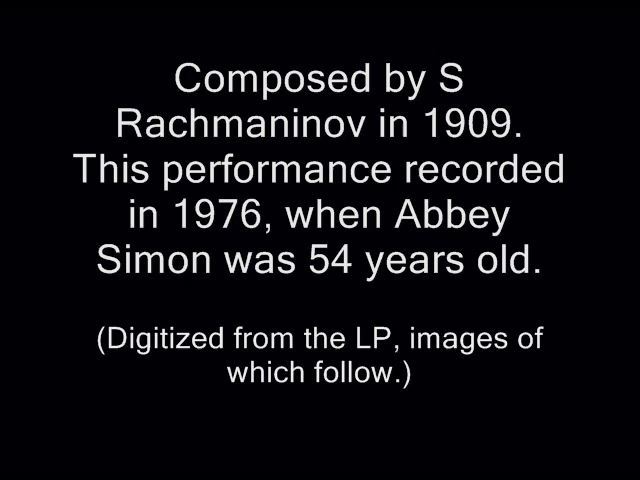 Composed by S
Rachmaninov in 1909.
This performance recorded
in 1976, when Abbey
Simon was 54 years old.
(Digitized from the LP, images of
which follow.)